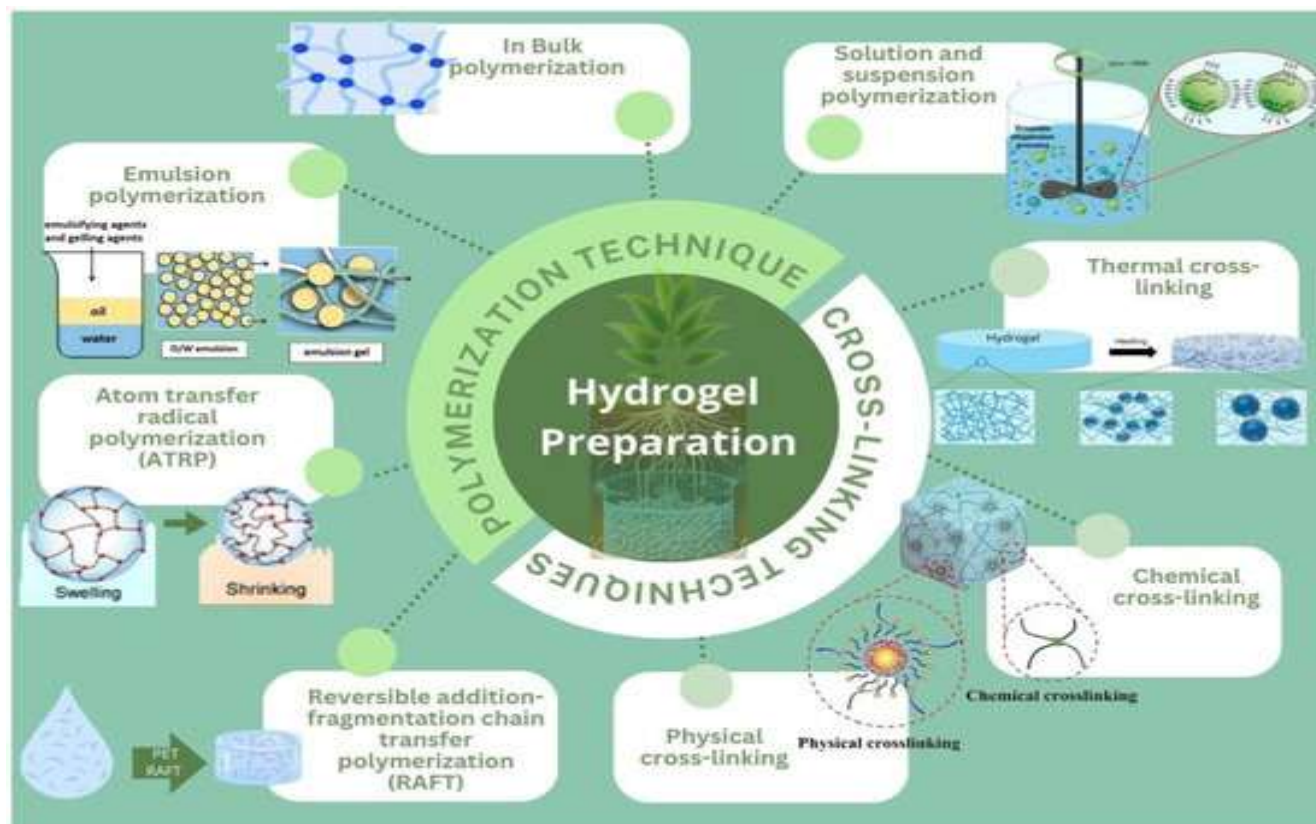 In Bulk
polymerization
Solution and
suspension
polymerization
Emulsion
polymerization
emulsifying agents
and gelling agents
oil
water
O/W emulsion
emulsion gel
Thermal cross-
linking
Hydrogel
Heating
POLYMERIZATION TECHNIQUE
CROSS-LINKING TECHNIQUES
Hydrogel
Preparation
Atom transfer
radical
polymerization
(ATRP)
Swelling
Shrinking
Chemical
cross-linking
Chemical crosslinking
Physical crosslinking
Physical
cross-linking
Reversible addition-
fragmentation chain
transfer
polymerization
(RAFT)
PET
RAFT